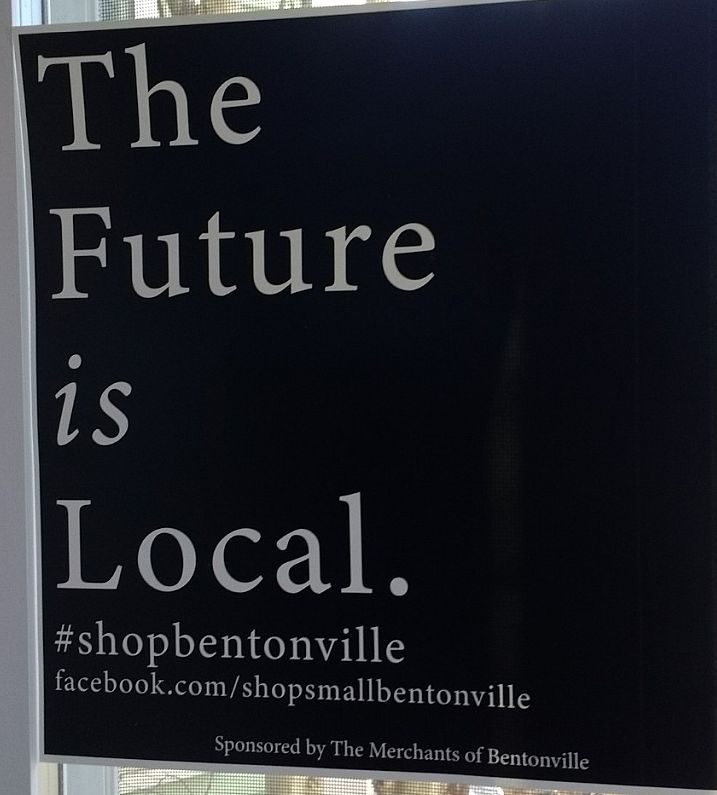 The
Future
is
Local.
#shopbentonville
facebook.com/shopsmallbentonville
Sponsored by The Merchants of Bentonville